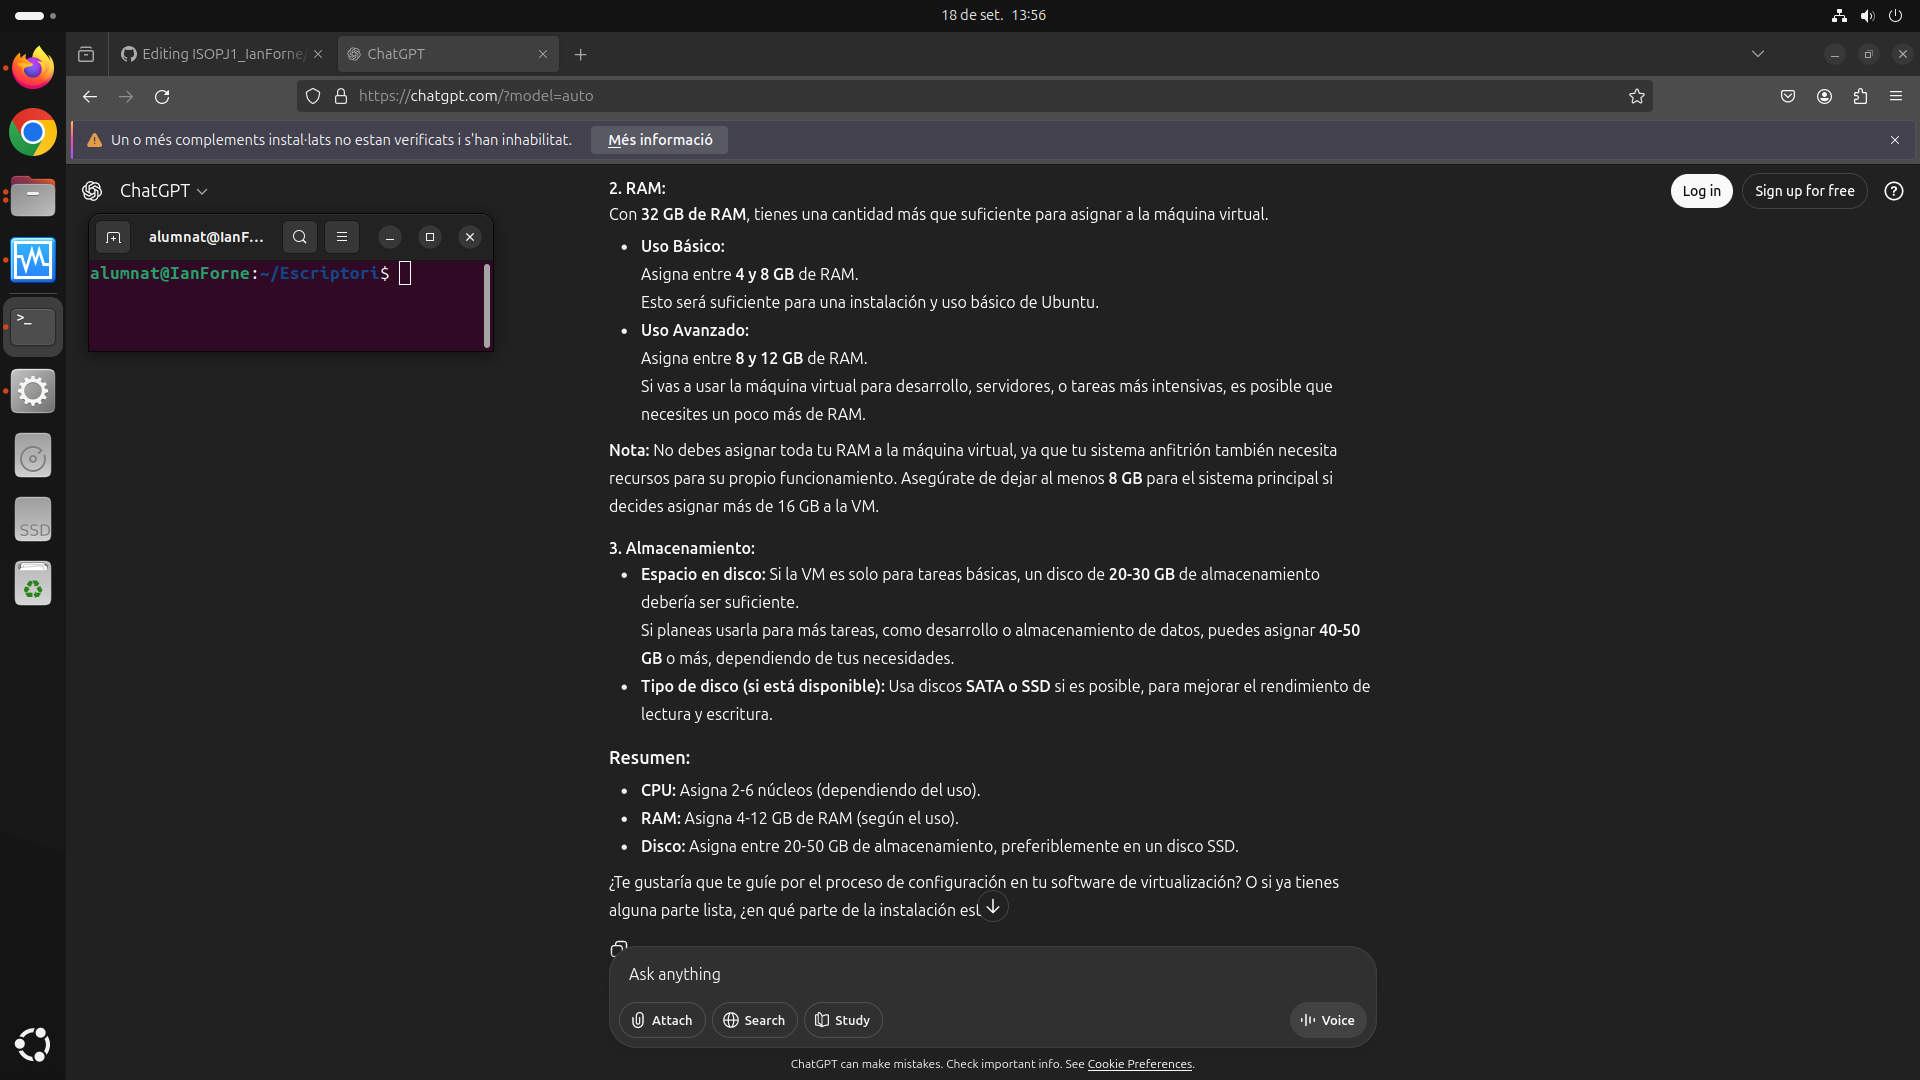 18 de set. 13:56
Editing ISOPJ1_IanForne/
ChatGPT
https://chatgpt.com/?model=auto
Un o més complements instal·lats no estan verificats i s'han inhabilitat.
Més informació
ChatGPT
Log in
Sign up for free
alumnat@IanF...
alumnat@IanForne:~/Escriptori$
2. RAM:
Con 32 GB de RAM, tienes una cantidad más que suficiente para asignar a la máquina virtual.
• Uso Básico:
Asigna entre 4 y 8 GB de RAM.
Esto será suficiente para una instalación y uso básico de Ubuntu.
• Uso Avanzado:
Asigna entre 8 y 12 GB de RAM.
Si vas a usar la máquina virtual para desarrollo, servidores, o tareas más intensivas, es posible que
necesites un poco más de RAM.
Nota: No debes asignar toda tu RAM a la máquina virtual, ya que tu sistema anfitrión también necesita
recursos para su propio funcionamiento. Asegúrate de dejar al menos 8 GB para el sistema principal si
decides asignar más de 16 GB a la VM.
3. Almacenamiento:
• Espacio en disco: Si la VM es solo para tareas básicas, un disco de 20-30 GB de almacenamiento
debería ser suficiente.
Si planeas usarla para más tareas, como desarrollo o almacenamiento de datos, puedes asignar 40-50
GB o más, dependiendo de tus necesidades.
• Tipo de disco (si está disponible): Usa discos SATA o SSD si es posible, para mejorar el rendimiento de
lectura y escritura.
Resumen:
• CPU: Asigna 2-6 núcleos (dependiendo del uso).
• RAM: Asigna 4-12 GB de RAM (según el uso).
• Disco: Asigna entre 20-50 GB de almacenamiento, preferiblemente en un disco SSD.
¿Te gustaría que te guíe por el proceso de configuración en tu software de virtualización? O si ya tienes
alguna parte lista, ¿en qué parte de la instalación
SSD
Ask anything
Attach
Search
Study
Voice
ChatGPT can make mistakes. Check important info. See Cookie Preferences.